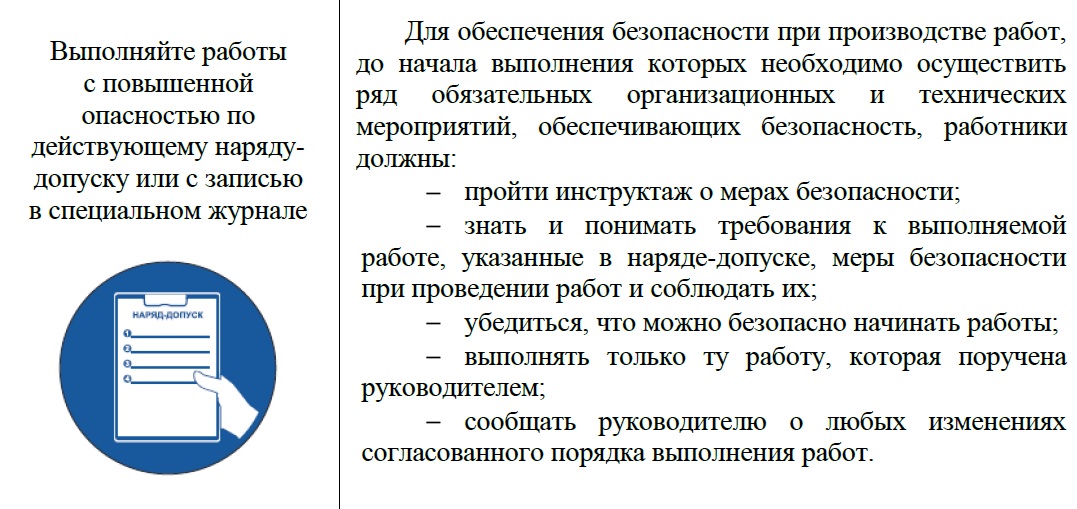 Выполняйте работы
с повышенной
опасностью по
действующему наряду-
допуску или с записью
в специальном журнале
НАРЯД-ДОПУСК
1
2
3
4
Для обеспечения безопасности при производстве работ,
до начала выполнения которых необходимо осуществить
ряд обязательных организационных и технических
мероприятий, обеспечивающих безопасность, работники
должны:
– пройти инструктаж о мерах безопасности;
– знать и понимать требования к выполняемой
работе, указанные в наряде-допуске, меры безопасности
при проведении работ и соблюдать их;
– убедиться, что можно безопасно начинать работы;
– выполнять только ту работу, которая поручена
руководителем;
– сообщать руководителю о любых изменениях
согласованного порядка выполнения работ.